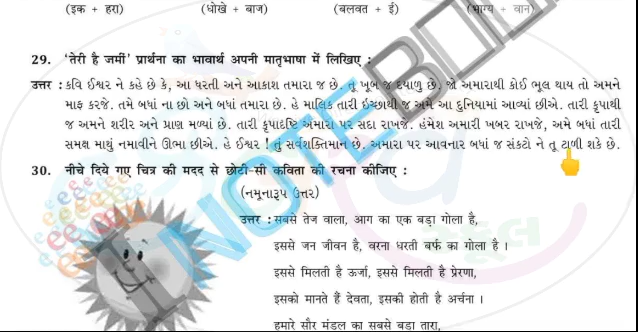 (इक + हरा) (धोखे + बाज) (बलवत + ई) (भाग्य + वान)
29. 'तेरी है जमीं' प्रार्थना का भावार्थ अपनी मातृभाषा में लिखिए :
उत्तर : કવિ ઈશ્વર ને કહે છે કે, આ ધરતી અને આકાશ તમારા જ છે. તૂ ખૂબ જ દયાળુ છે. જો અમારાથી કોઈ ભૂલ થાય તો અમને
માફ કરજે. તમે બધાં ના છો અને બધાં તમારા છે. હે માલિક તારી ઇચ્છાથી જ અમે આ દુનિયામાં આવ્યાં છીએ. તારી કૃપાથી
જ અમને શરીર અને પ્રાણ મળ્યાં છે. તારી કૃપાદૃષ્ટિ અમારા પર સદા રાખજે. હંમેશ અમારી ખબર રાખજે, અમે બધાં તારી
સમક્ષ માથું નમાવીને ઊભા છીએ. હે ઈશ્વર ! તું સર્વશક્તિમાન છે. અમારા પર આવનાર બધાં જ સંકટો ને તૂ ટાળી શકે છે.
30. नीचे दिये गए चित्र की मदद से छोटी-सी कविता की रचना कीजिए :
(નમૂનારૂપ ઉત્તર)
उत्तर : सबसे तेज वाला, आग का एक बड़ा गोला है,
इससे जन जीवन है, वरना धरती बर्फ का गोला है ।
इससे मिलती है ऊर्जा, इससे मिलती है प्रेरणा,
इसको मानते हैं देवता, इसकी होती है अर्चना ।
हमारे सौर मंडल का सबसे बड़ा तारा,